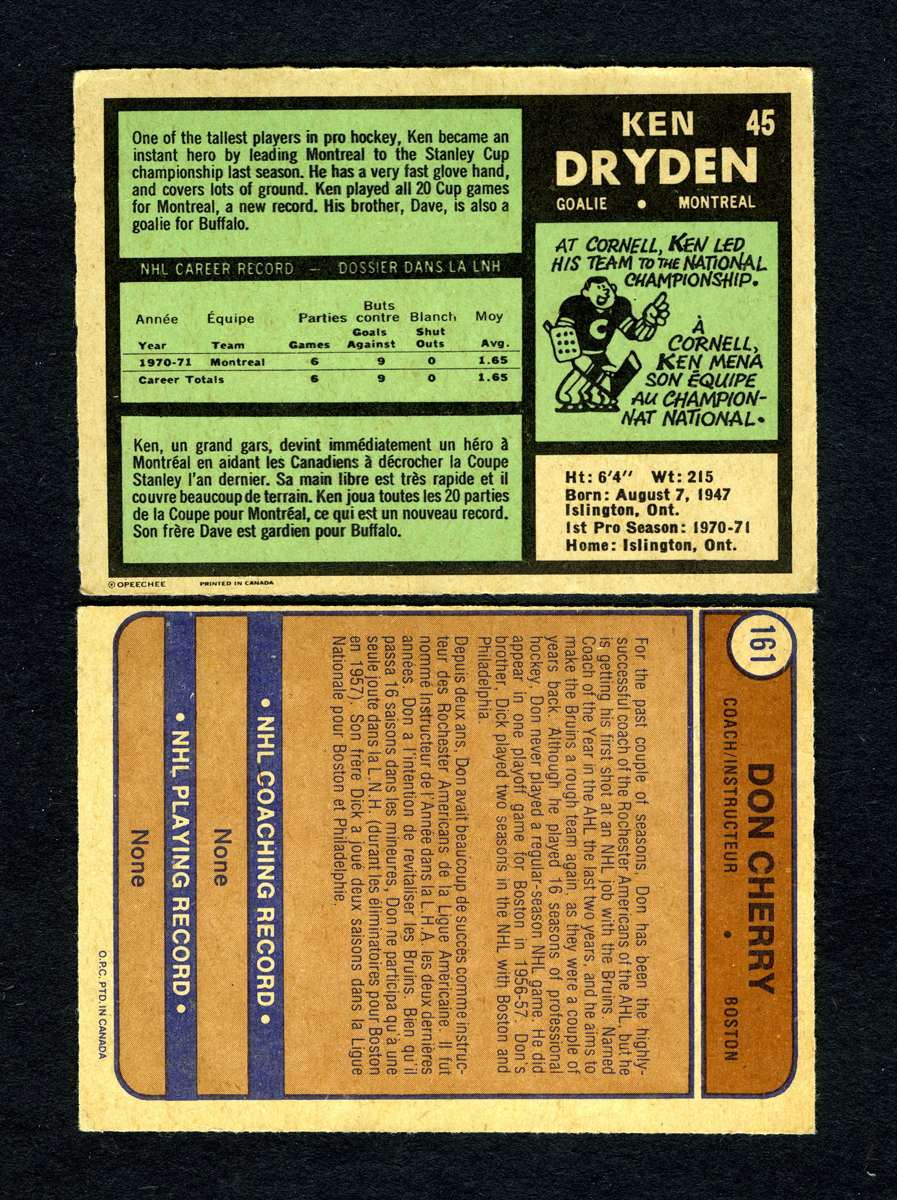 One of the tallest players in pro hockey, Ken became an
instant hero by leading Montreal to the Stanley Cup
championship last season. He has a very fast glove hand,
and covers lots of ground. Ken played all 20 Cup games
for Montreal, a new record. His brother, Dave, is also a
goalie for Buffalo.
NHL CAREER RECORD — DOSSIER DANS LA LNH
Année Équipe Parties Buts contre Blanch Moy
Year Team Games Goals Against Shut Outs Avg.
1970-71 Montreal 6 9 0 1.65
Career Totals 6 9 0 1.65
Ken, un grand gars, devint immédiatement un héro à
Montréal en aidant les Canadiens à décrocher la Coupe
Stanley l'an dernier. Sa main libre est très rapide et il
couvre beaucoup de terrain. Ken joua toutes les 20 parties
de la Coupe pour Montréal, ce qui est un nouveau record.
Son frère Dave est gardien pour Buffalo.
KEN 45
DRYDEN
GOALIE • MONTREAL
AT CORNELL, KEN LED
HIS TEAM TO THE NATIONAL
CHAMPIONSHIP.
C
À
CORNELL,
KEN MENA
SON ÉQUIPE
AU CHAMPION-
NAT NATIONAL.
Ht: 6'4" Wt: 215
Born: August 7, 1947
Islington, Ont.
1st Pro Season: 1970-71
Home: Islington, Ont.
© OPEECHEE PRINTED IN CANADA
161
DON CHERRY
COACH/INSTRUCTEUR • BOSTON
For the past couple of seasons, Don has been the highly-
successful coach of the Rochester Americans of the AHL, but he
is getting his first shot at an NHL job with the Bruins. Named
Coach of the Year in the AHL the last two years, and he aims to
make the Bruins a rough team again, as they were a couple of
years back. Although he played 16 seasons of professional
hockey, Don never played a regular-season NHL game. He did
appear in one playoff game for Boston in 1956-57. Don's
brother, Dick played two seasons in the NHL with Boston and
Philadelphia.
Depuis deux ans, Don avait beaucoup de succès comme instruc-
teur des Rochester Americans de la Ligue Américaine. Il fut
nommé Instructeur de l'Année dans la L.H.A. les deux dernières
années. Don a l'intention de revitaliser les Bruins. Bien qu'il
passa 16 saisons dans les mineures, Don ne participa qu'à une
seule joute dans la L.N.H. (durant les éliminatoires pour Boston
en 1957). Son frère Dick a joué deux saisons dans la Ligue
Nationale pour Boston et Philadelphie.
• NHL COACHING RECORD •
None
• NHL PLAYING RECORD •
None
O.P.C. PTD. IN CANADA